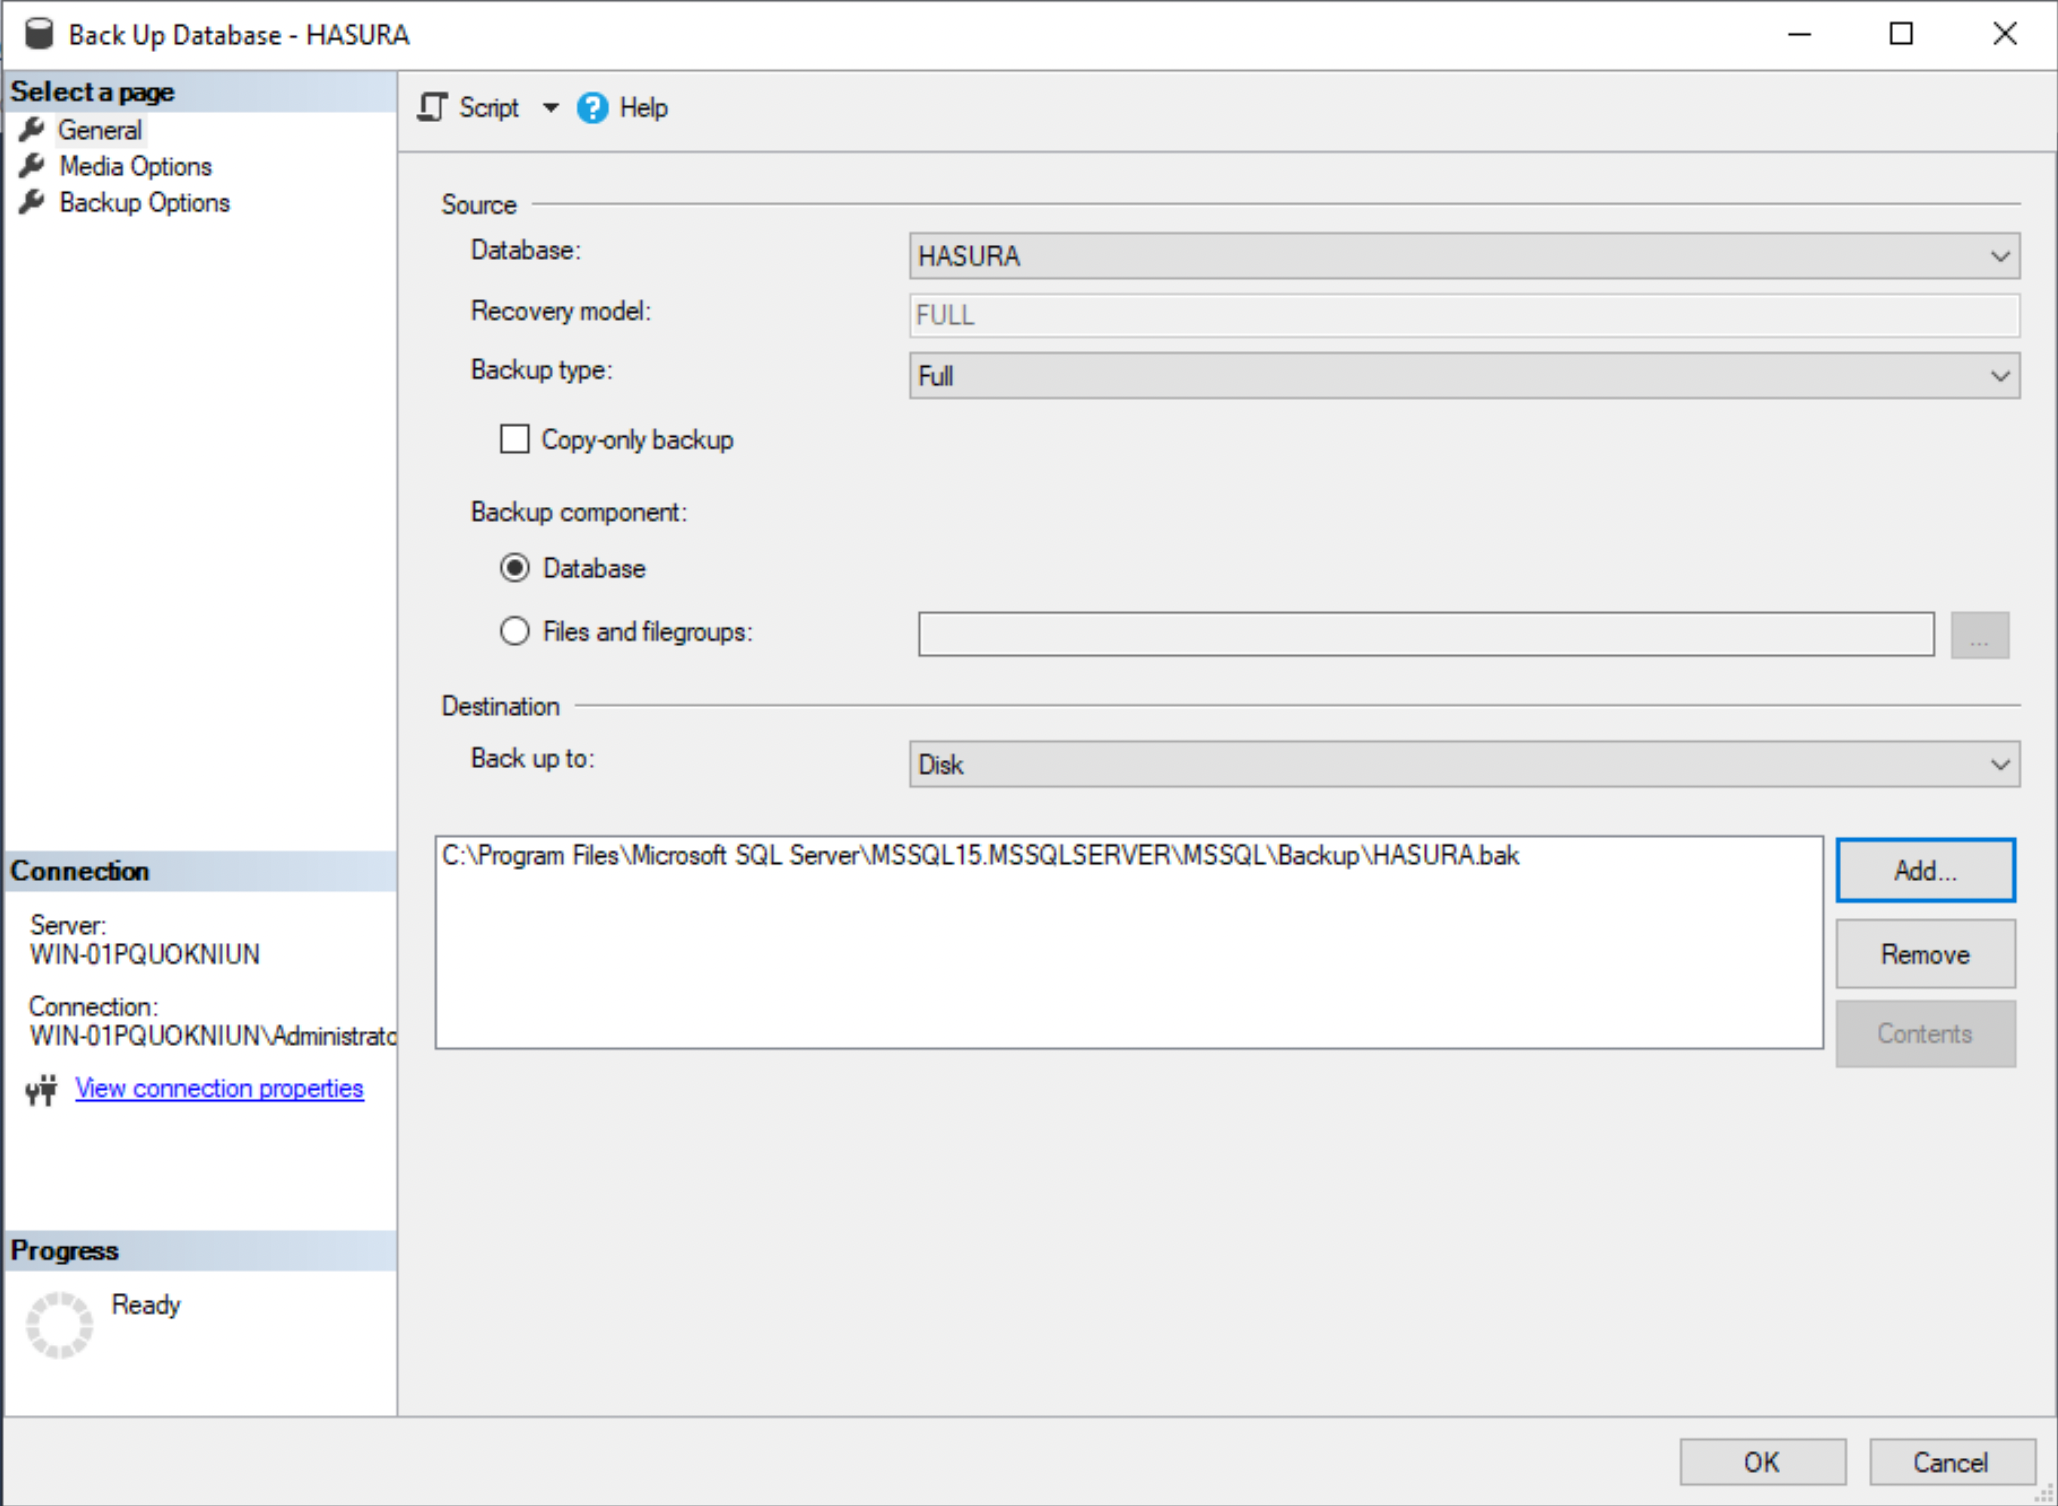 Back Up Database - HASURA
Select a page
General
Media Options
Backup Options
Script
Help
Source
Database:
HASURA
Recovery model:
FULL
Backup type:
Full
Copy-only backup
Backup component:
Database
Files and filegroups:
...
Destination
Back up to:
Disk
C:\Program Files\Microsoft SQL Server\MSSQL15.MSSQLSERVER\MSSQL\Backup\HASURA.bak
Add...
Remove
Contents
Connection
Server:
WIN-01PQUOKNIUN
Connection:
WIN-01PQUOKNIUN\Administrato
View connection properties
Progress
Ready
OK
Cancel